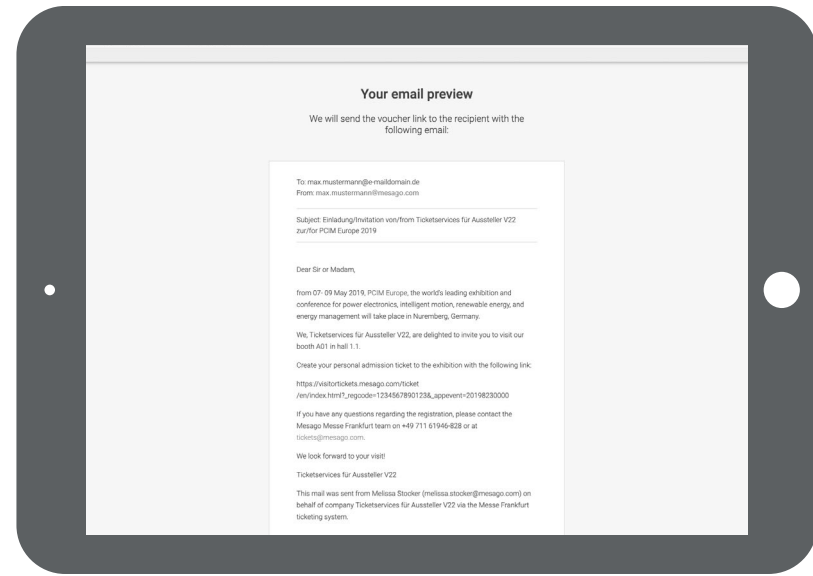 Your email preview
We will send the voucher link to the recipient with the
following email:
To: max.mustermann@e-maildomain.de
From: max.mustermann@mesago.com
Subject: Einladung/Invitation von/from Ticketservices für Aussteller V22
zur/for PCIM Europe 2019
Dear Sir or Madam,
from 07- 09 May 2019, PCIM Europe, the world's leading exhibition and
conference for power electronics, intelligent motion, renewable energy, and
energy management will take place in Nuremberg, Germany.
We, Ticketservices für Aussteller V22, are delighted to invite you to visit our
booth A01 in hall 1.1.
Create your personal admission ticket to the exhibition with the following link:
https://visitortickets.mesago.com/ticket
/en/index.html?_regcode=1234567890123&_appevent=20198230000
If you have any questions regarding the registration, please contact the
Mesago Messe Frankfurt team on +49 711 61946-828 or at
tickets@mesago.com.
We look forward to your visit!
Ticketservices für Aussteller V22
This mail was sent from Melissa Stocker (melissa.stocker@mesago.com) on
behalf of company Ticketservices für Aussteller V22 via the Messe Frankfurt
ticketing system.